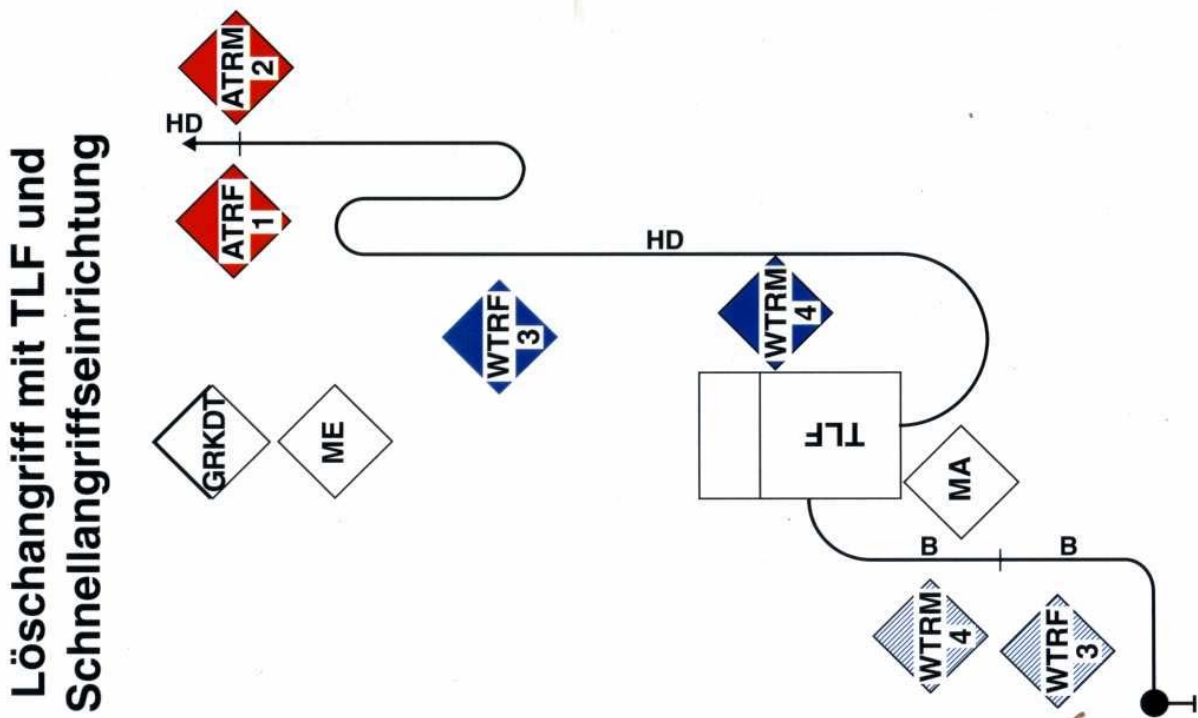 Löschangriff mit TLF und
Schnellangriffseinrichtung
GRKDT
ME
ATRF
1
ATRM
2
HD
WTRF
3
HD
WTRM
4
TLF
MA
B
B
WTRM
4
WTRF
3